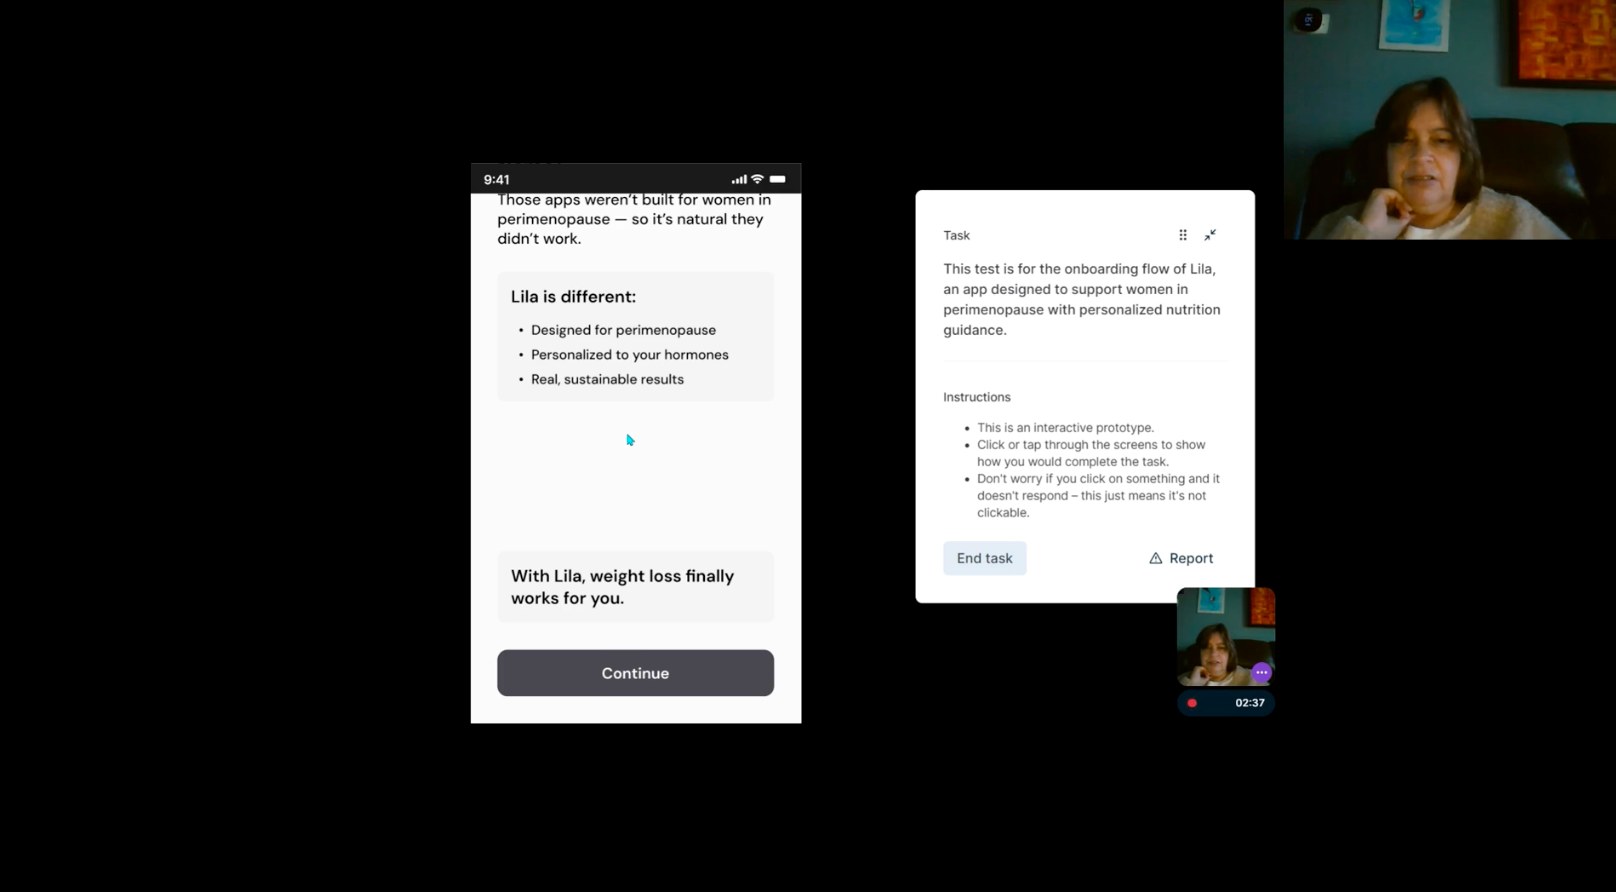 9:41
Those apps weren't built for women in
perimenopause — so it's natural they
didn't work.
Lila is different:
• Designed for perimenopause
• Personalized to your hormones
• Real, sustainable results
With Lila, weight loss finally
works for you.
Continue
Task
This test is for the onboarding flow of Lila,
an app designed to support women in
perimenopause with personalized nutrition
guidance.
Instructions
• This is an interactive prototype.
• Click or tap through the screens to show
how you would complete the task.
• Don't worry if you click on something and it
doesn't respond – this just means it's not
clickable.
End task
Report
02:37